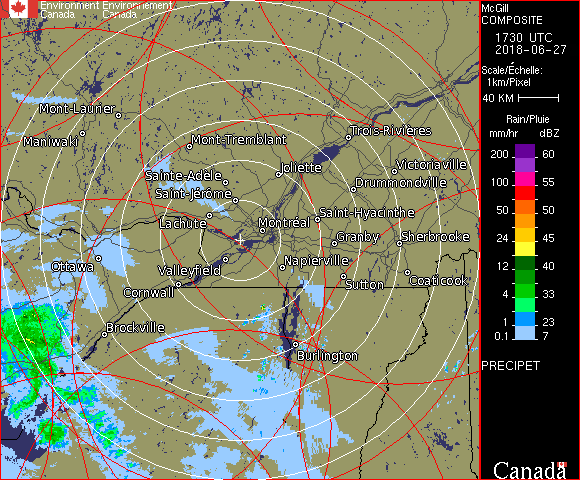 Environment Environnement
Canada Canada
Mont-Laurier
Maniwaki
Mont-Tremblant
Trois-Rivières
Sainte-Adèle
Joliette
Victoriaville
Saint-Jérôme
Drummondville
Lachute
Montréal
Saint-Hyacinthe
Granby
Sherbrooke
Ottawa
Valleyfield
Napierville
Cornwall
Sutton
Coaticook
Brockville
Burlington
McGill
COMPOSITE
1730 UTC
2018-06-27
Scale/Échelle:
1km/Pixel
40 KM
Rain/Pluie
mm/hr dBZ
200 60
150 57
100 55
50 50
24 45
12 40
4 33
1 23
0.1 7
PRECIPET
Canada